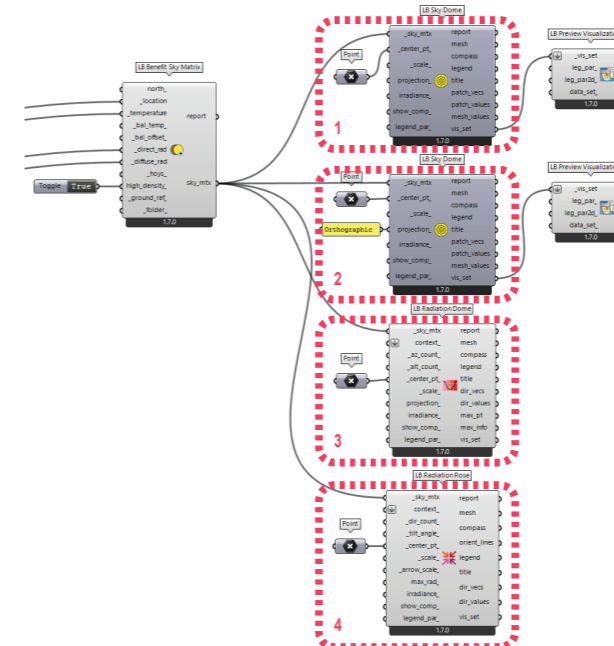 LB Sky Dome
_sky_mtx report
_center_pt_ mesh
_scale_ compass
legend
projection_ title
irradiance_ patch_vecs
show_comp_ patch_values
mesh_values
legend_par_ vis_set
1.7.0
Point
1
LB Preview Visualizati
_vis_set
leg_par_
leg_par2d_
data_set_
1.7.0
LB Benefit Sky Matrix
north_
_location
_temperature
_bal_temp_
_bal_offset_
_direct_rad
_diffuse_rad
_hoys_
high_density_
_ground_ref_
_folder_
report
sky_mtx
1.7.0
Toggle True
LB Sky Dome
_sky_mtx report
_center_pt_ mesh
compass
_scale_ legend
projection_ title
irradiance_ patch_vecs
show_comp_ patch_values
mesh_values
legend_par_ vis_set
1.7.0
Point
Orthographic
2
LB Preview Visualizati
_vis_set
leg_par_
leg_par2d_
data_set_
1.7.0
LB Radiation Dome
_sky_mtx report
context_ mesh
_az_count_ compass
_alt_count_ legend
_center_pt_ title
_scale_ dir_vecs
projection_ dir_values
irradiance_ max_pt
show_comp_ max_info
legend_par_ vis_set
1.7.0
Point
3
LB Radiation Rose
_sky_mtx report
context_ mesh
_dir_count_ compass
_tilt_angle_
_center_pt_ orient_lines
_scale_ legend
_arrow_scale_ title
max_rad_ dir_vecs
irradiance_
show_comp_ dir_values
legend_par_ vis_set
1.7.0
Point
4